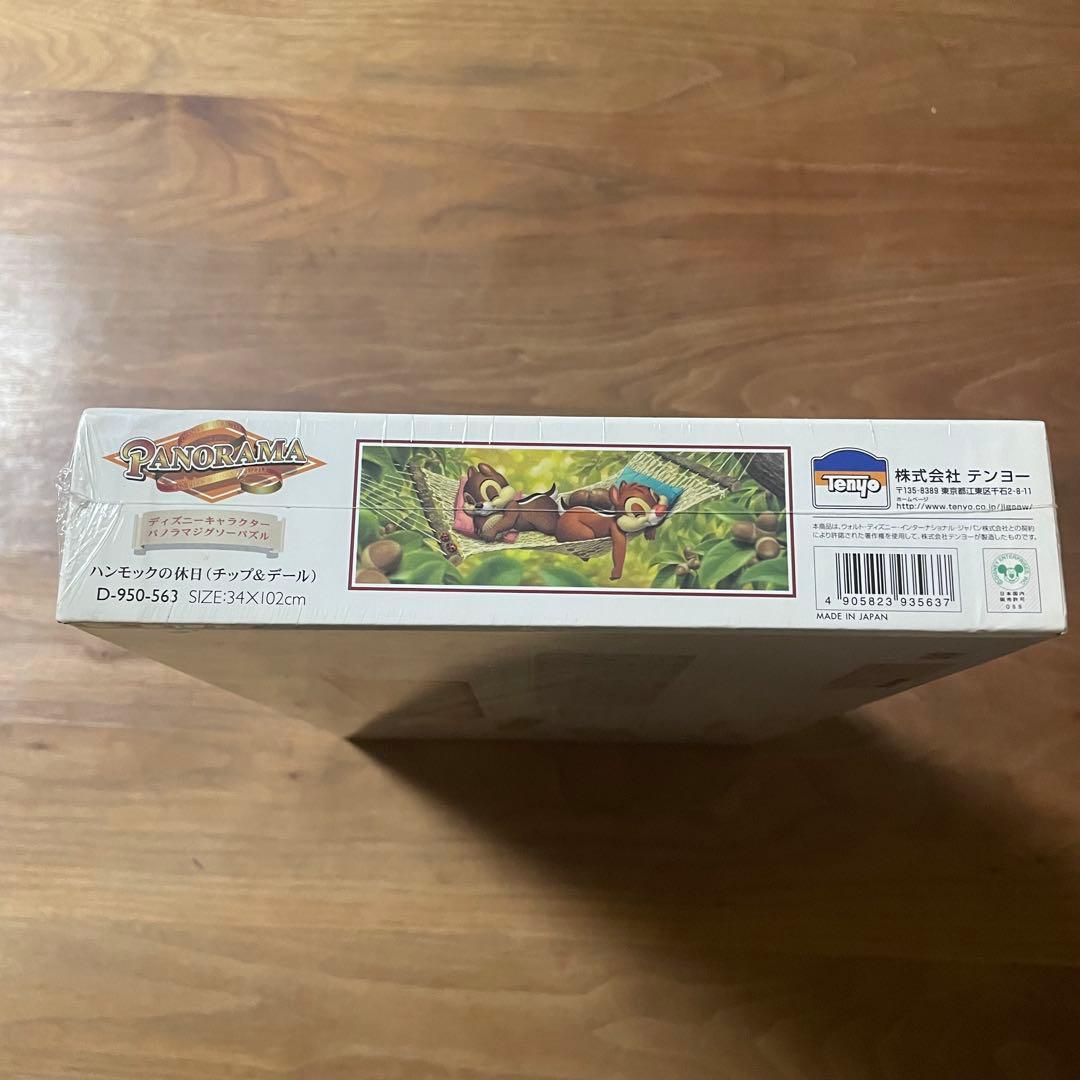 PANORAMA
ディズニーキャラクター
パノラマジグソーパズル
ハンモックの休日(チップ&デール)
D-950-563 SIZE:34X102cm
Tenyo
株式会社 テンヨー
〒135-8389 東京都江東区千石2-8-11
ホームページ
http://www.tenyo.co.jp/jigsaw/
本商品は、ウォルト・ディズニー・インターナショナル・ジャパン株式会社との契約
により許諾された著作権を使用して、株式会社テンヨーが製造したものです。
4 905823 935637
MADE IN JAPAN
日本国内
販売許可
088